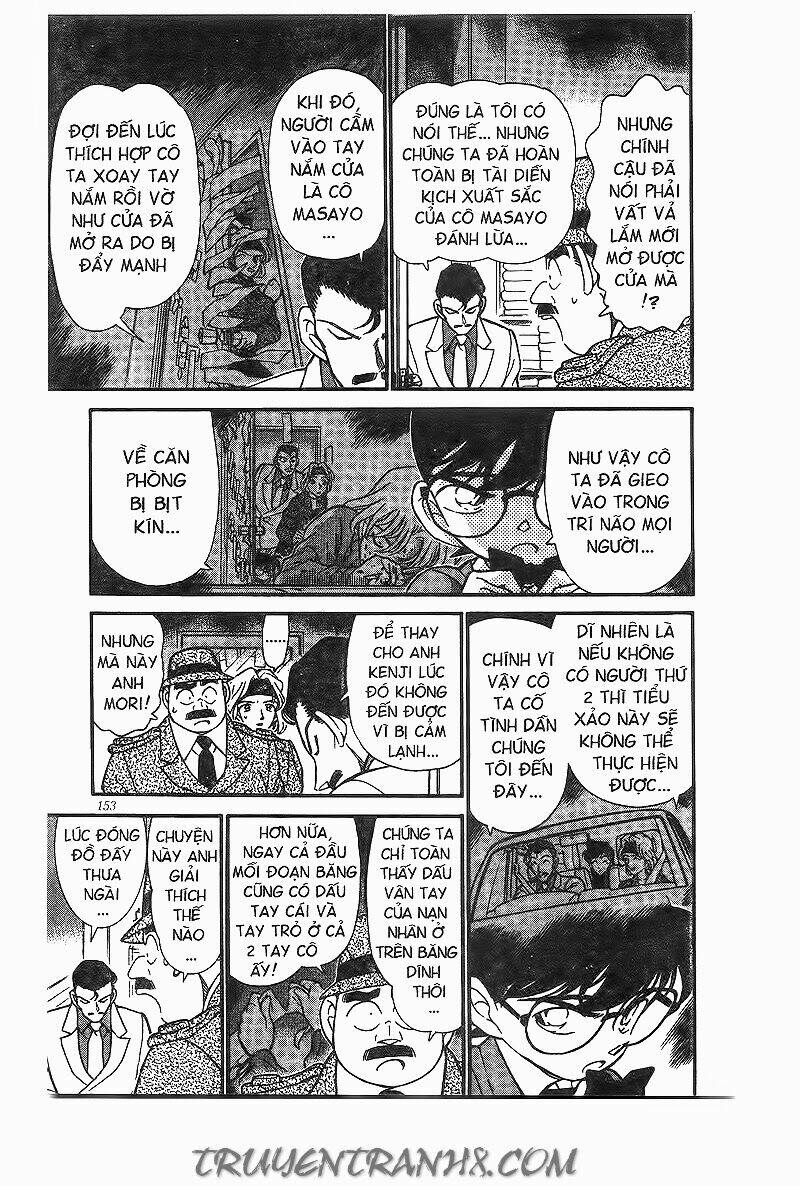 NHƯNG
CHÍNH
CẬU ĐÃ
NÓI PHẢI
VẤT VẢ
LẮM MỚI
MỞ ĐƯỢC
CỬA MÀ
!?
ĐÚNG LÀ TÔI CÓ
NÓI THẾ... NHƯNG
CHÚNG TA ĐÃ HOÀN
TOÀN BỊ TÀI DIỄN
KỊCH XUẤT SẮC
CỦA CÔ MASAYO
ĐÁNH LỪA...
KHI ĐÓ,
NGƯỜI CẦM
VÀO TAY
NẮM CỬA
LÀ CÔ
MASAYO
...
ĐỢI ĐẾN LÚC
THÍCH HỢP CÔ
TA XOAY TAY
NẮM RỒI VỜ
NHƯ CỬA ĐÃ
MỞ RA DO BỊ
ĐẨY MẠNH
NHƯ VẬY CÔ
TA ĐÃ GIEO
VÀO TRONG
TRÍ NÃO MỌI
NGƯỜI...
VỀ CĂN
PHÒNG
BỊ BỊT
KÍN...
DĨ NHIÊN LÀ
NẾU KHÔNG
CÓ NGƯỜI THỨ
2 THÌ TIỂU
XẢO NÀY SẼ
KHÔNG THỂ
THỰC HIỆN
ĐƯỢC...
CHÍNH VÌ
VẬY CÔ
TA CỐ
TÌNH DẪN
CHÚNG
TÔI ĐẾN
ĐÂY...
ĐỂ THAY
CHO ANH
KENJI LÚC
ĐÓ KHÔNG
ĐẾN ĐƯỢC
VÌ BỊ CẢM
LẠNH...
......
NHƯNG
MÀ NÀY
ANH
MORI!
153
CHÚNG TA
CHỈ TOÀN
THẤY DẤU
VÂN TAY
CỦA NẠN
NHÂN Ở
TRÊN BĂNG
DÍNH
THÔI...
HƠN NỮA,
NGAY CẢ ĐẦU
MỐI ĐOẠN BĂNG
CŨNG CÓ DẤU
TAY CÁI VÀ
TAY TRỎ Ở CẢ
2 TAY CÔ
ẤY!
CHUYỆN
NÀY ANH
GIẢI
THÍCH
THẾ
NÀO...
LÚC ĐÓNG
ĐỒ ĐẤY
THƯA
NGÀI
...
TRUYENTRANH8.COM